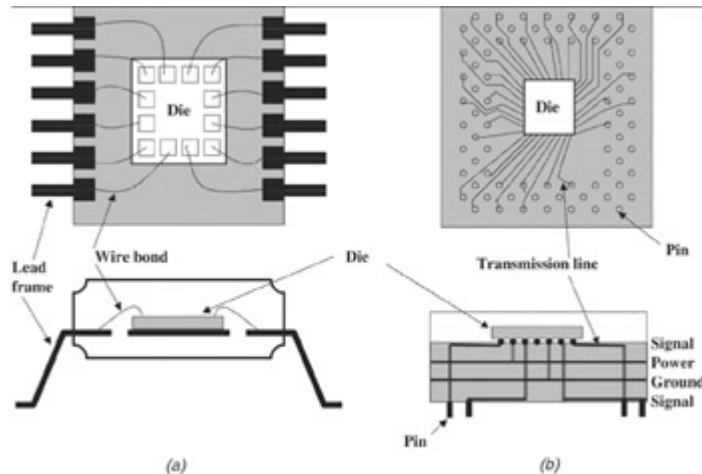 Die
Die
Pin
Lead
frame
Wire bond
Die
Transmission line
Signal
Power
Ground
Signal
Pin
(a)
(b)